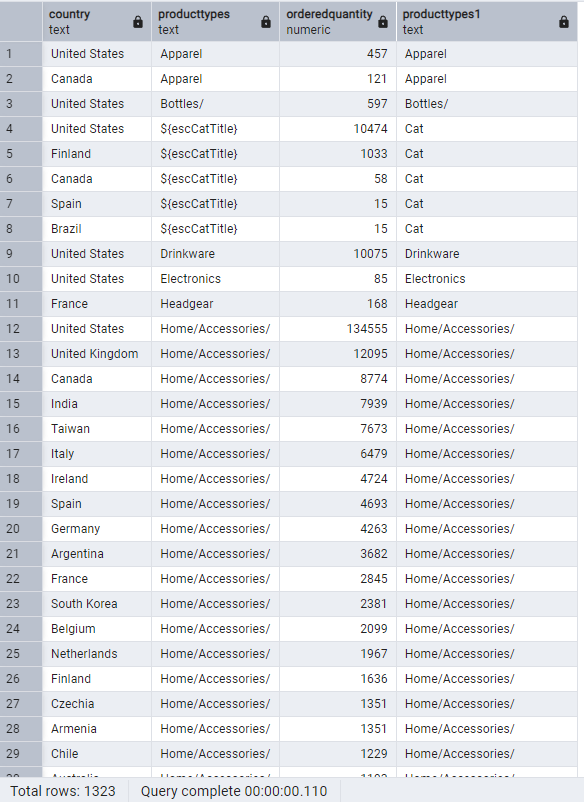 country producttypes orderedquantity producttypes1
text text numeric text
1 United States Apparel 457 Apparel
2 Canada Apparel 121 Apparel
3 United States Bottles/ 597 Bottles/
4 United States ${escCatTitle} 10474 Cat
5 Finland ${escCatTitle} 1033 Cat
6 Canada ${escCatTitle} 58 Cat
7 Spain ${escCatTitle} 15 Cat
8 Brazil ${escCatTitle} 15 Cat
9 United States Drinkware 10075 Drinkware
10 United States Electronics 85 Electronics
11 France Headgear 168 Headgear
12 United States Home/Accessories/ 134555 Home/Accessories/
13 United Kingdom Home/Accessories/ 12095 Home/Accessories/
14 Canada Home/Accessories/ 8774 Home/Accessories/
15 India Home/Accessories/ 7939 Home/Accessories/
16 Taiwan Home/Accessories/ 7673 Home/Accessories/
17 Italy Home/Accessories/ 6479 Home/Accessories/
18 Ireland Home/Accessories/ 4724 Home/Accessories/
19 Spain Home/Accessories/ 4693 Home/Accessories/
20 Germany Home/Accessories/ 4263 Home/Accessories/
21 Argentina Home/Accessories/ 3682 Home/Accessories/
22 France Home/Accessories/ 2845 Home/Accessories/
23 South Korea Home/Accessories/ 2381 Home/Accessories/
24 Belgium Home/Accessories/ 2099 Home/Accessories/
25 Netherlands Home/Accessories/ 1967 Home/Accessories/
26 Finland Home/Accessories/ 1636 Home/Accessories/
27 Czechia Home/Accessories/ 1351 Home/Accessories/
28 Armenia Home/Accessories/ 1351 Home/Accessories/
29 Chile Home/Accessories/ 1229 Home/Accessories/
Total rows: 1323 Query complete 00:00:00.110